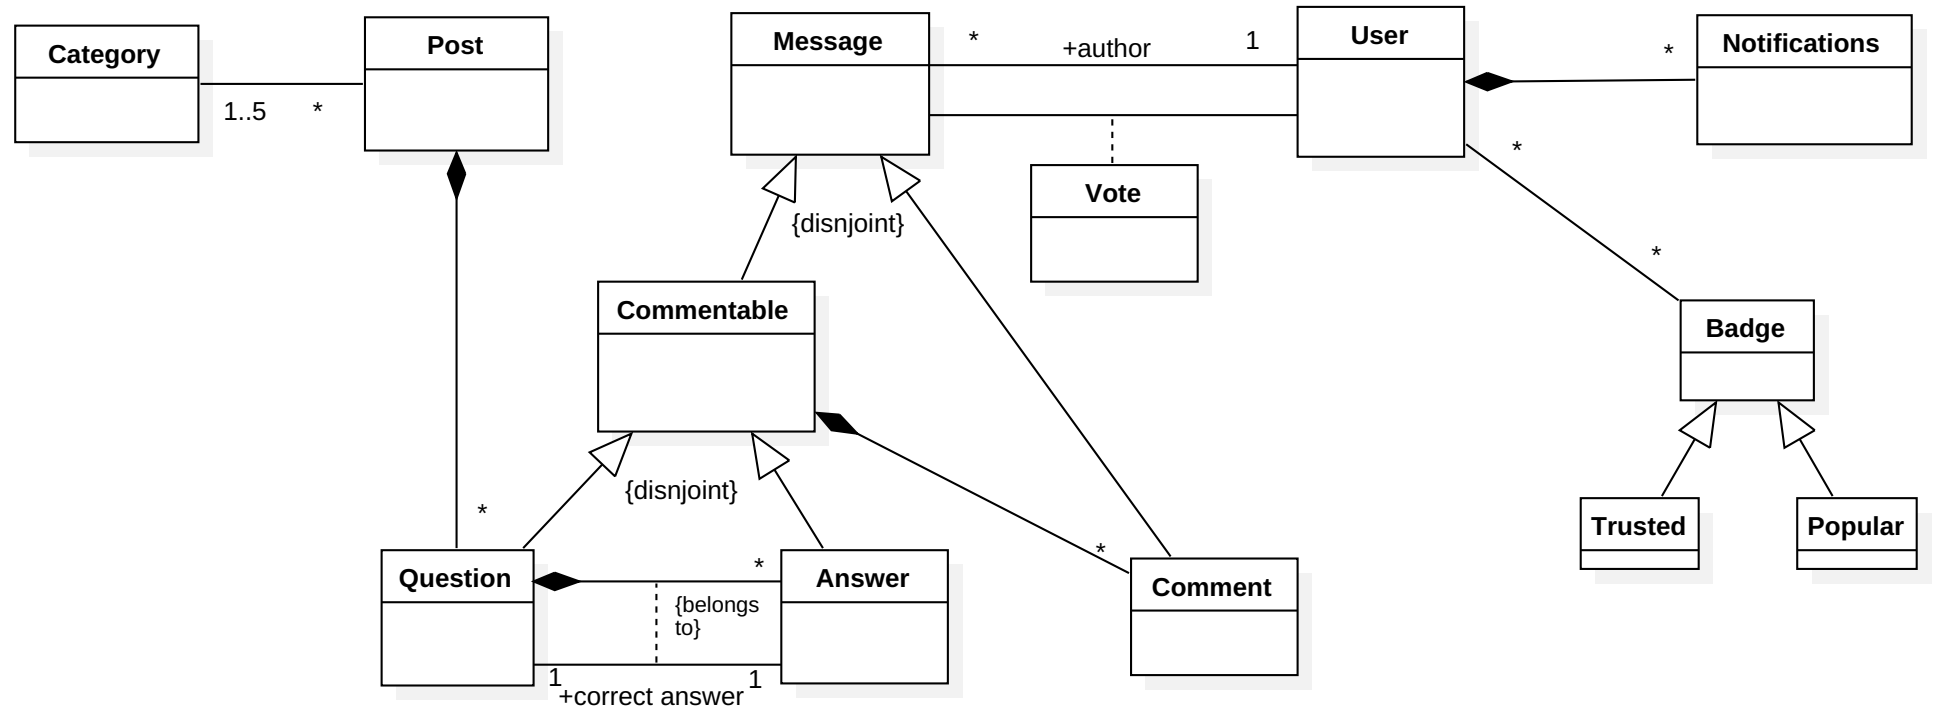 Category
Post
Message
User
Notifications
1..5
*
*
+author
1
*
Vote
{disnjoint}
*
*
Commentable
Badge
{disnjoint}
*
*
Trusted
Popular
Question
*
Answer
Comment
{belongs
to}
1
+correct answer
1